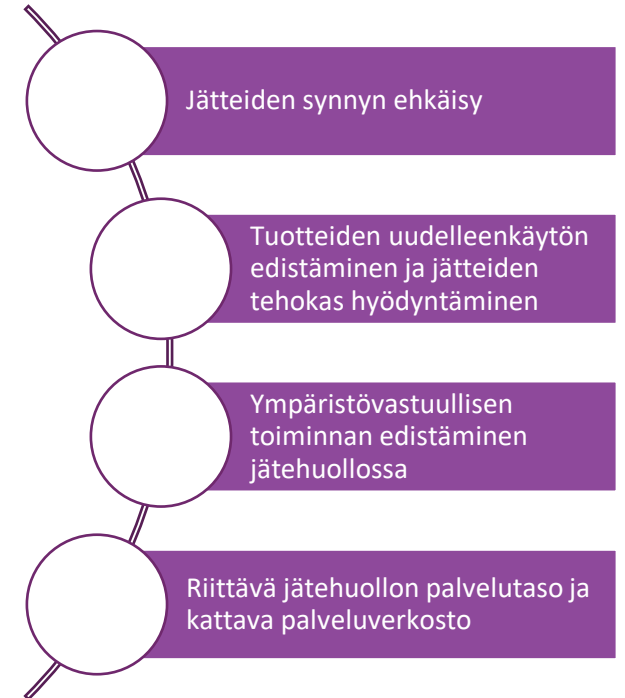 Jätteiden synnyn ehkäisy
Tuotteiden uudelleenkäytön
edistäminen ja jätteiden
tehokas hyödyntäminen
Ympäristövastuullisen
toiminnan edistäminen
jätehuollossa
Riittävä jätehuollon palvelutaso ja
kattava palveluverkosto